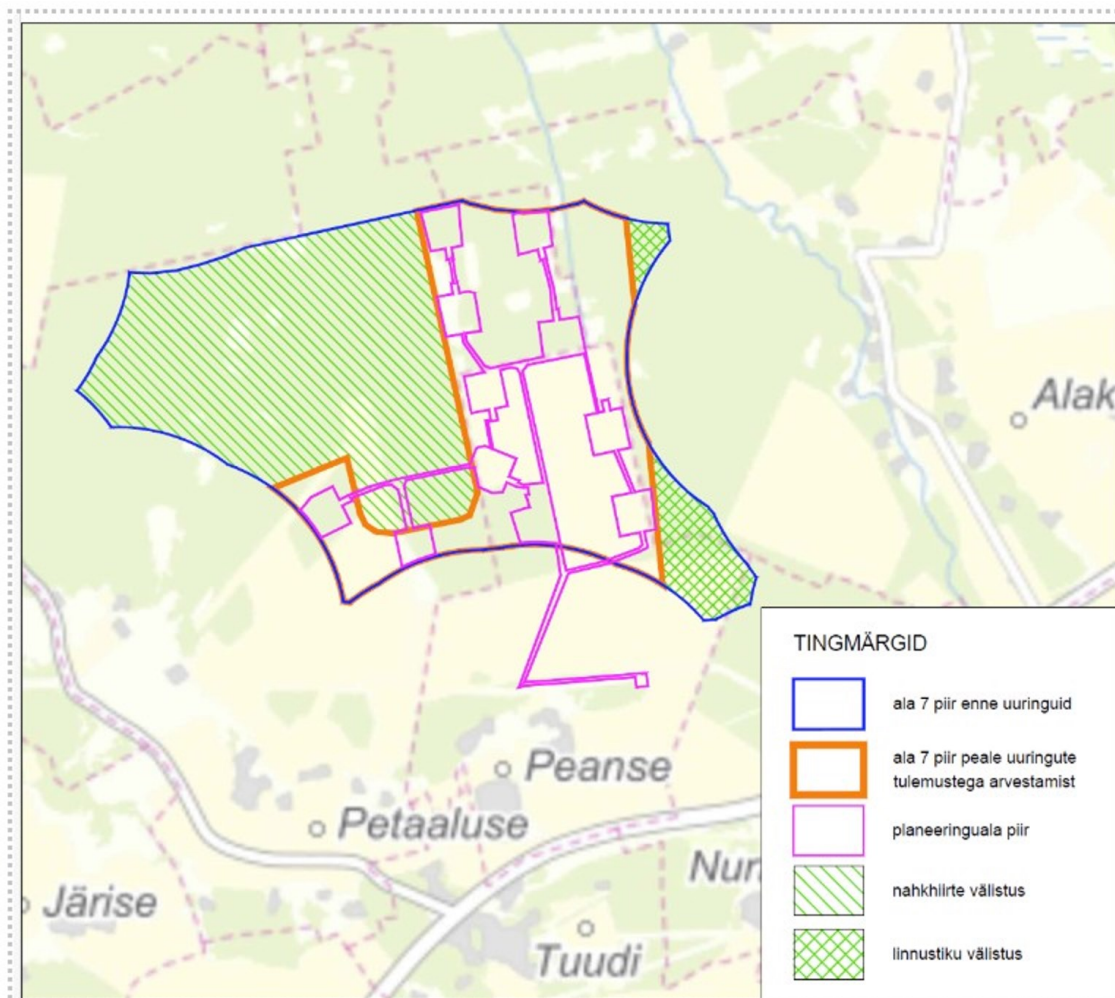 Alak
Peanse
Petaaluse
Nur
Järise
Tuudi
TINGMÄRGID
ala 7 piir enne uuringuid
ala 7 piir peale uuringute
tulemustega arvestamist
planeeringuala piir
nahkhiirte välistus
linnustiku välistus